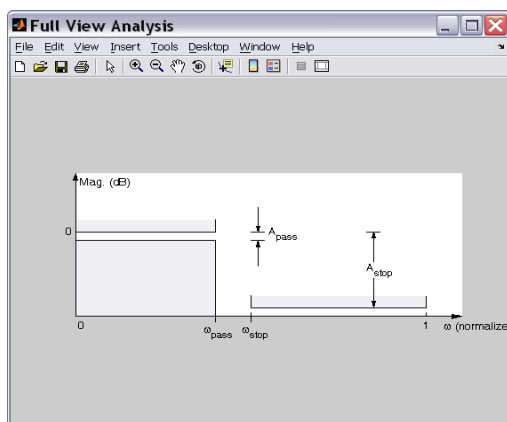 Full View Analysis
File Edit View Insert Tools Desktop Window Help
Mag. (dB)
0
A_pass
A_stop
0
ω_pass
ω_stop
1
ω (normalize